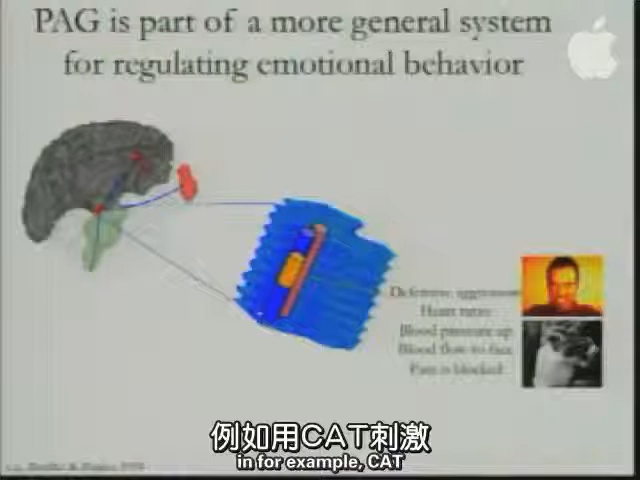 PAG is part of a more general system
for regulating emotional behavior
Defensive aggression
Heart rate
Blood pressure up
Blood flow to face
Pain is blocked
例如用CAT刺激
in for example, CAT